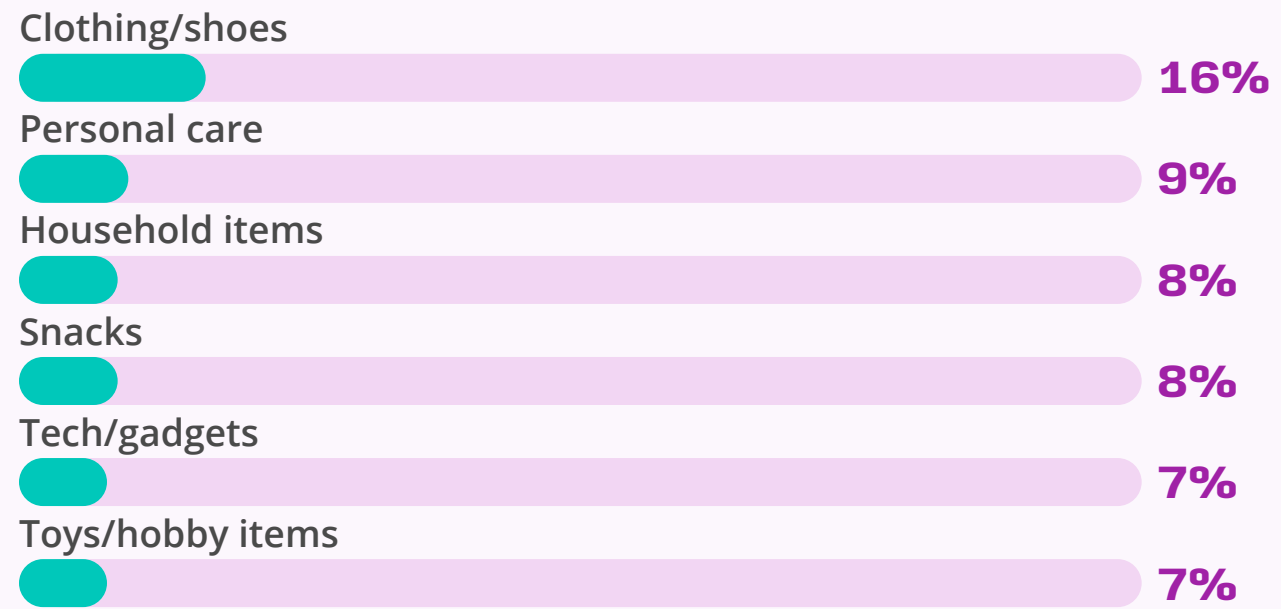 Clothing/shoes
16%
Personal care
9%
Household items
8%
Snacks
8%
Tech/gadgets
7%
Toys/hobby items
7%